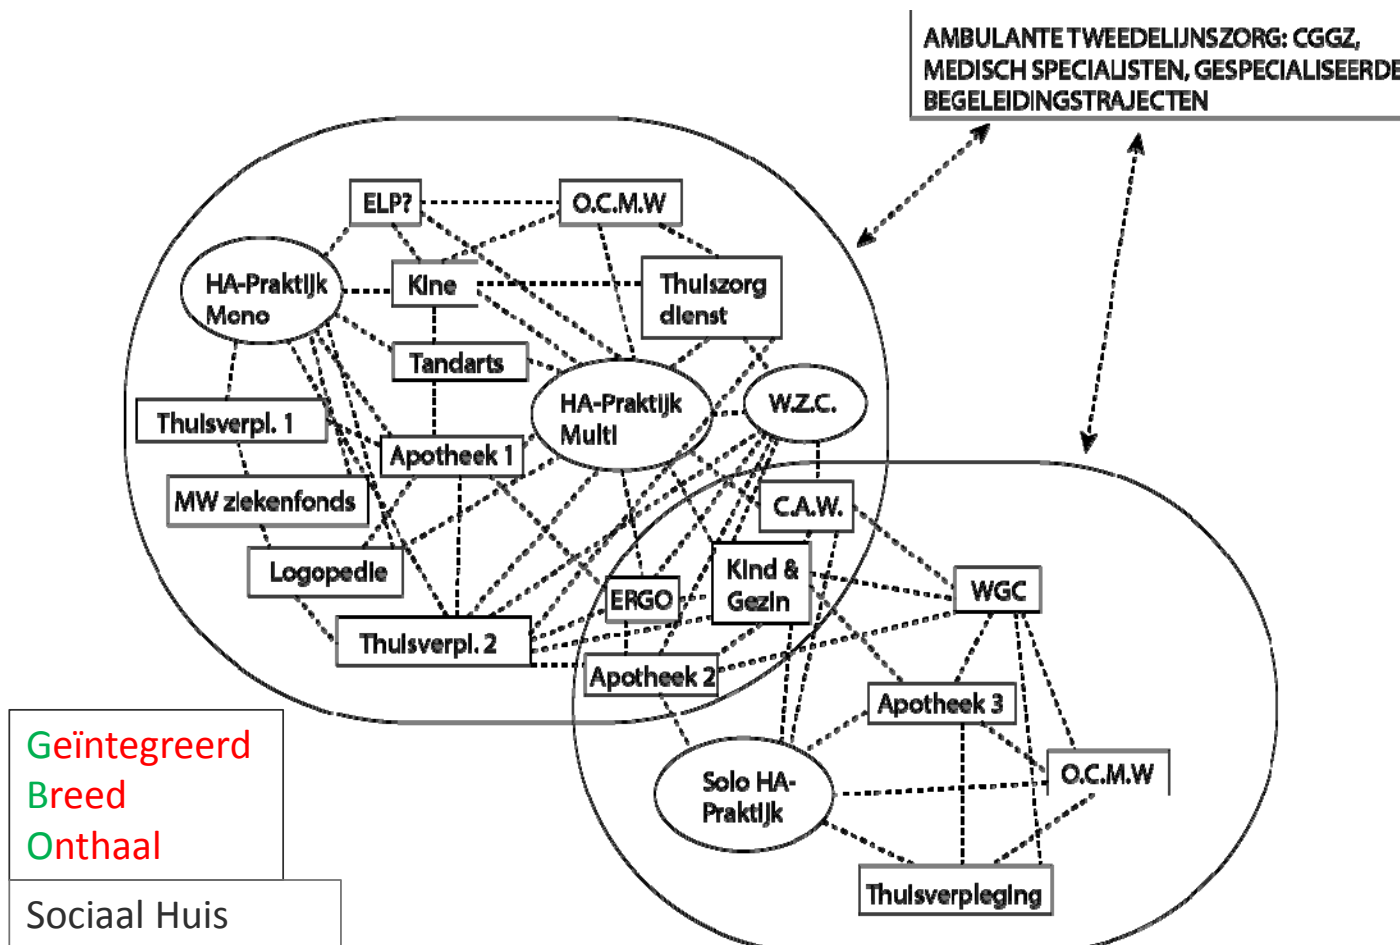 AMBULANTE TWEEDELIJNSZORG: CGGZ,
MEDISCH SPECIALISTEN, GESPECIALISEERDE
BEGELEIDINGSTRAJECTEN
ELP?
O.C.M.W
HA-Praktijk
Mono
Kine
Thuiszorg
dienst
Tandarts
HA-Praktijk
Multi
W.Z.C.
Thuisverpl. 1
Apotheek 1
MW ziekenfonds
C.A.W.
Logopedie
Kind &
Gezin
ERGO
WGC
Thuisverpl. 2
Apotheek 2
Apotheek 3
Solo HA-
Praktijk
O.C.M.W
Thuisverpleging
Geïntegreerd
Breed
Onthaal
Sociaal Huis